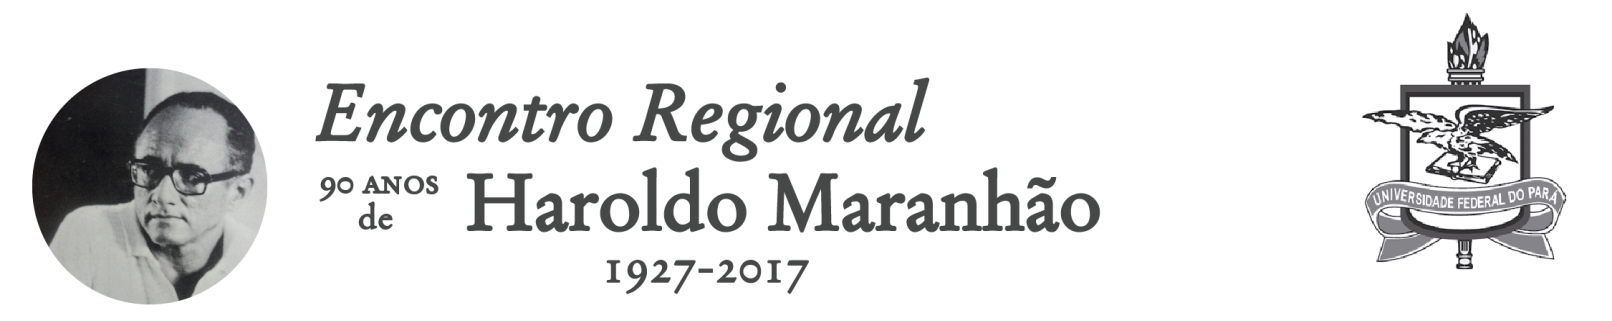 Encontro Regional
90 ANOS
de
Haroldo Maranhão
1927-2017
UNIVERSIDADE FEDERAL DO PARÁ